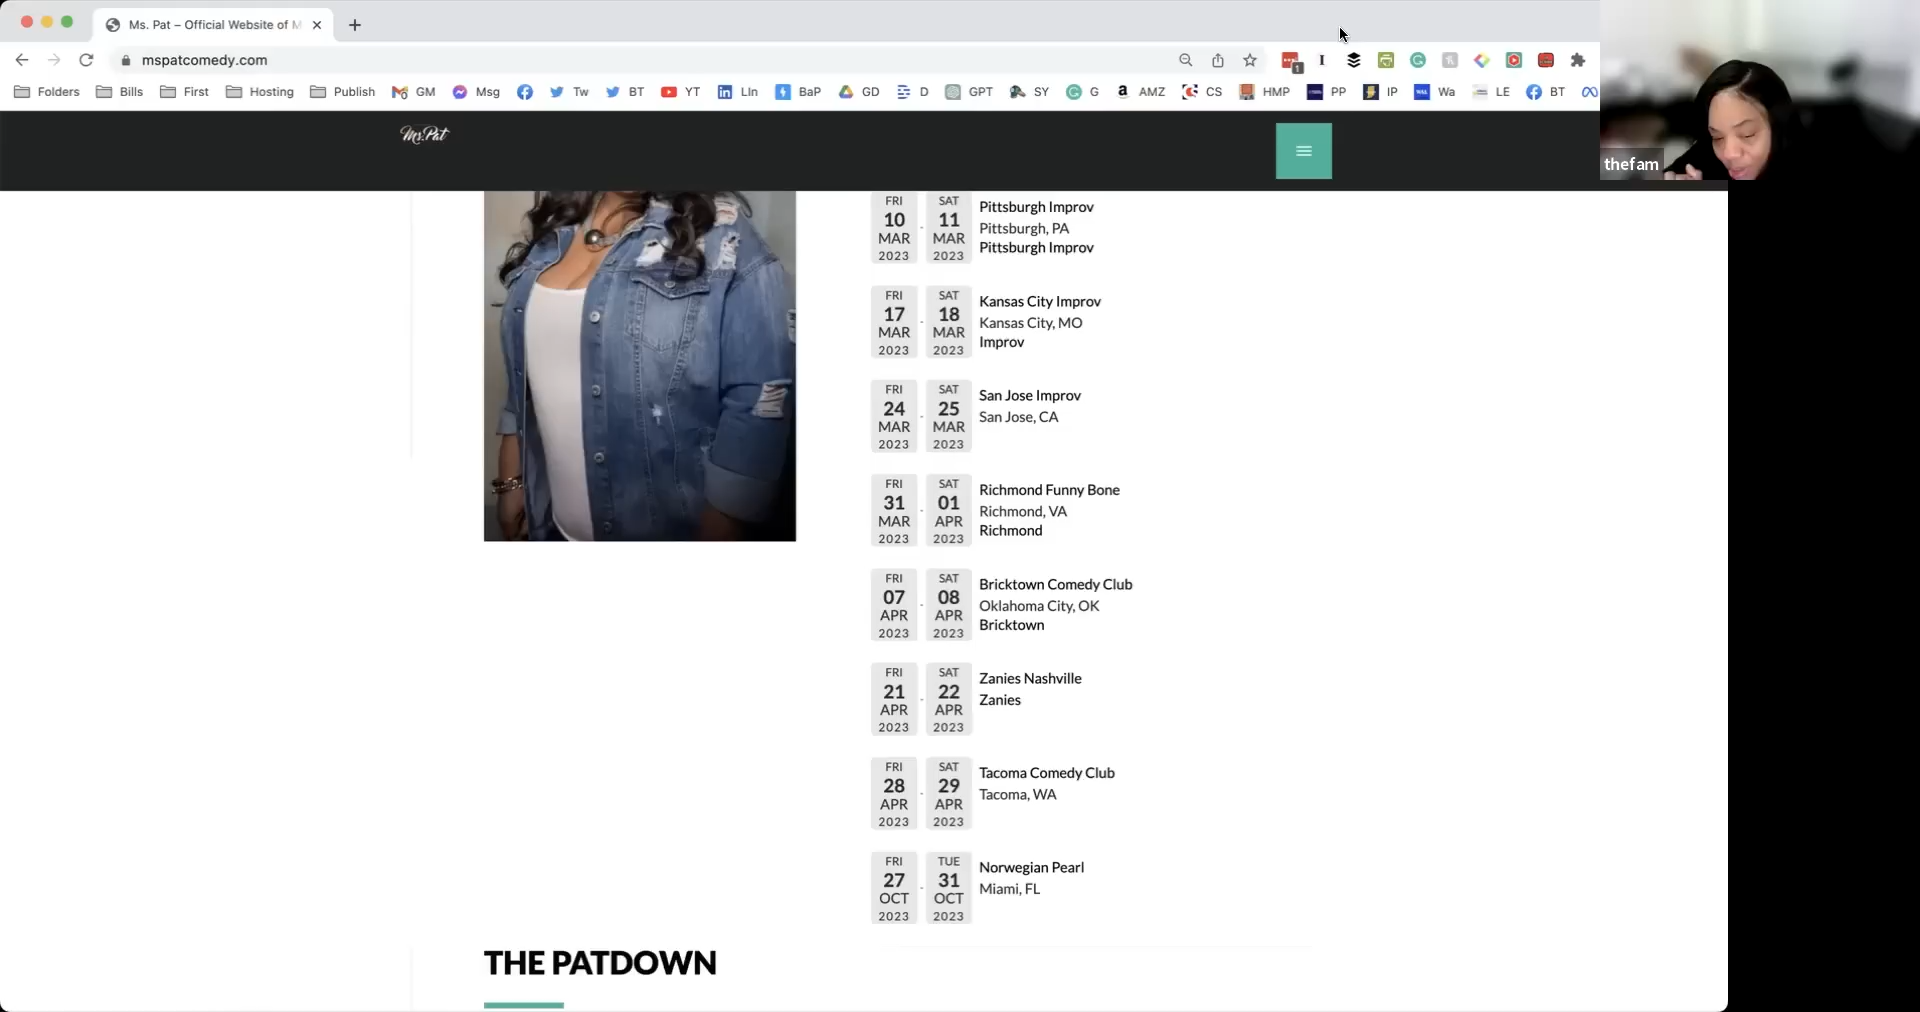 Ms. Pat – Official Website of M
mspatcomedy.com
1
Folders Bills First Hosting Publish GM Msg Tw BT YT LIn BaP GD D GPT SY G AMZ CS HMP PP IP Wa LE BT
Ms. Pat
thefam
FRI 10 MAR 2023 - SAT 11 MAR 2023
Pittsburgh Improv
Pittsburgh, PA
Pittsburgh Improv
FRI 17 MAR 2023 - SAT 18 MAR 2023
Kansas City Improv
Kansas City, MO
Improv
FRI 24 MAR 2023 - SAT 25 MAR 2023
San Jose Improv
San Jose, CA
FRI 31 MAR 2023 - SAT 01 APR 2023
Richmond Funny Bone
Richmond, VA
Richmond
FRI 07 APR 2023 - SAT 08 APR 2023
Bricktown Comedy Club
Oklahoma City, OK
Bricktown
FRI 21 APR 2023 - SAT 22 APR 2023
Zanies Nashville
Zanies
FRI 28 APR 2023 - SAT 29 APR 2023
Tacoma Comedy Club
Tacoma, WA
FRI 27 OCT 2023 - TUE 31 OCT 2023
Norwegian Pearl
Miami, FL
THE PATDOWN